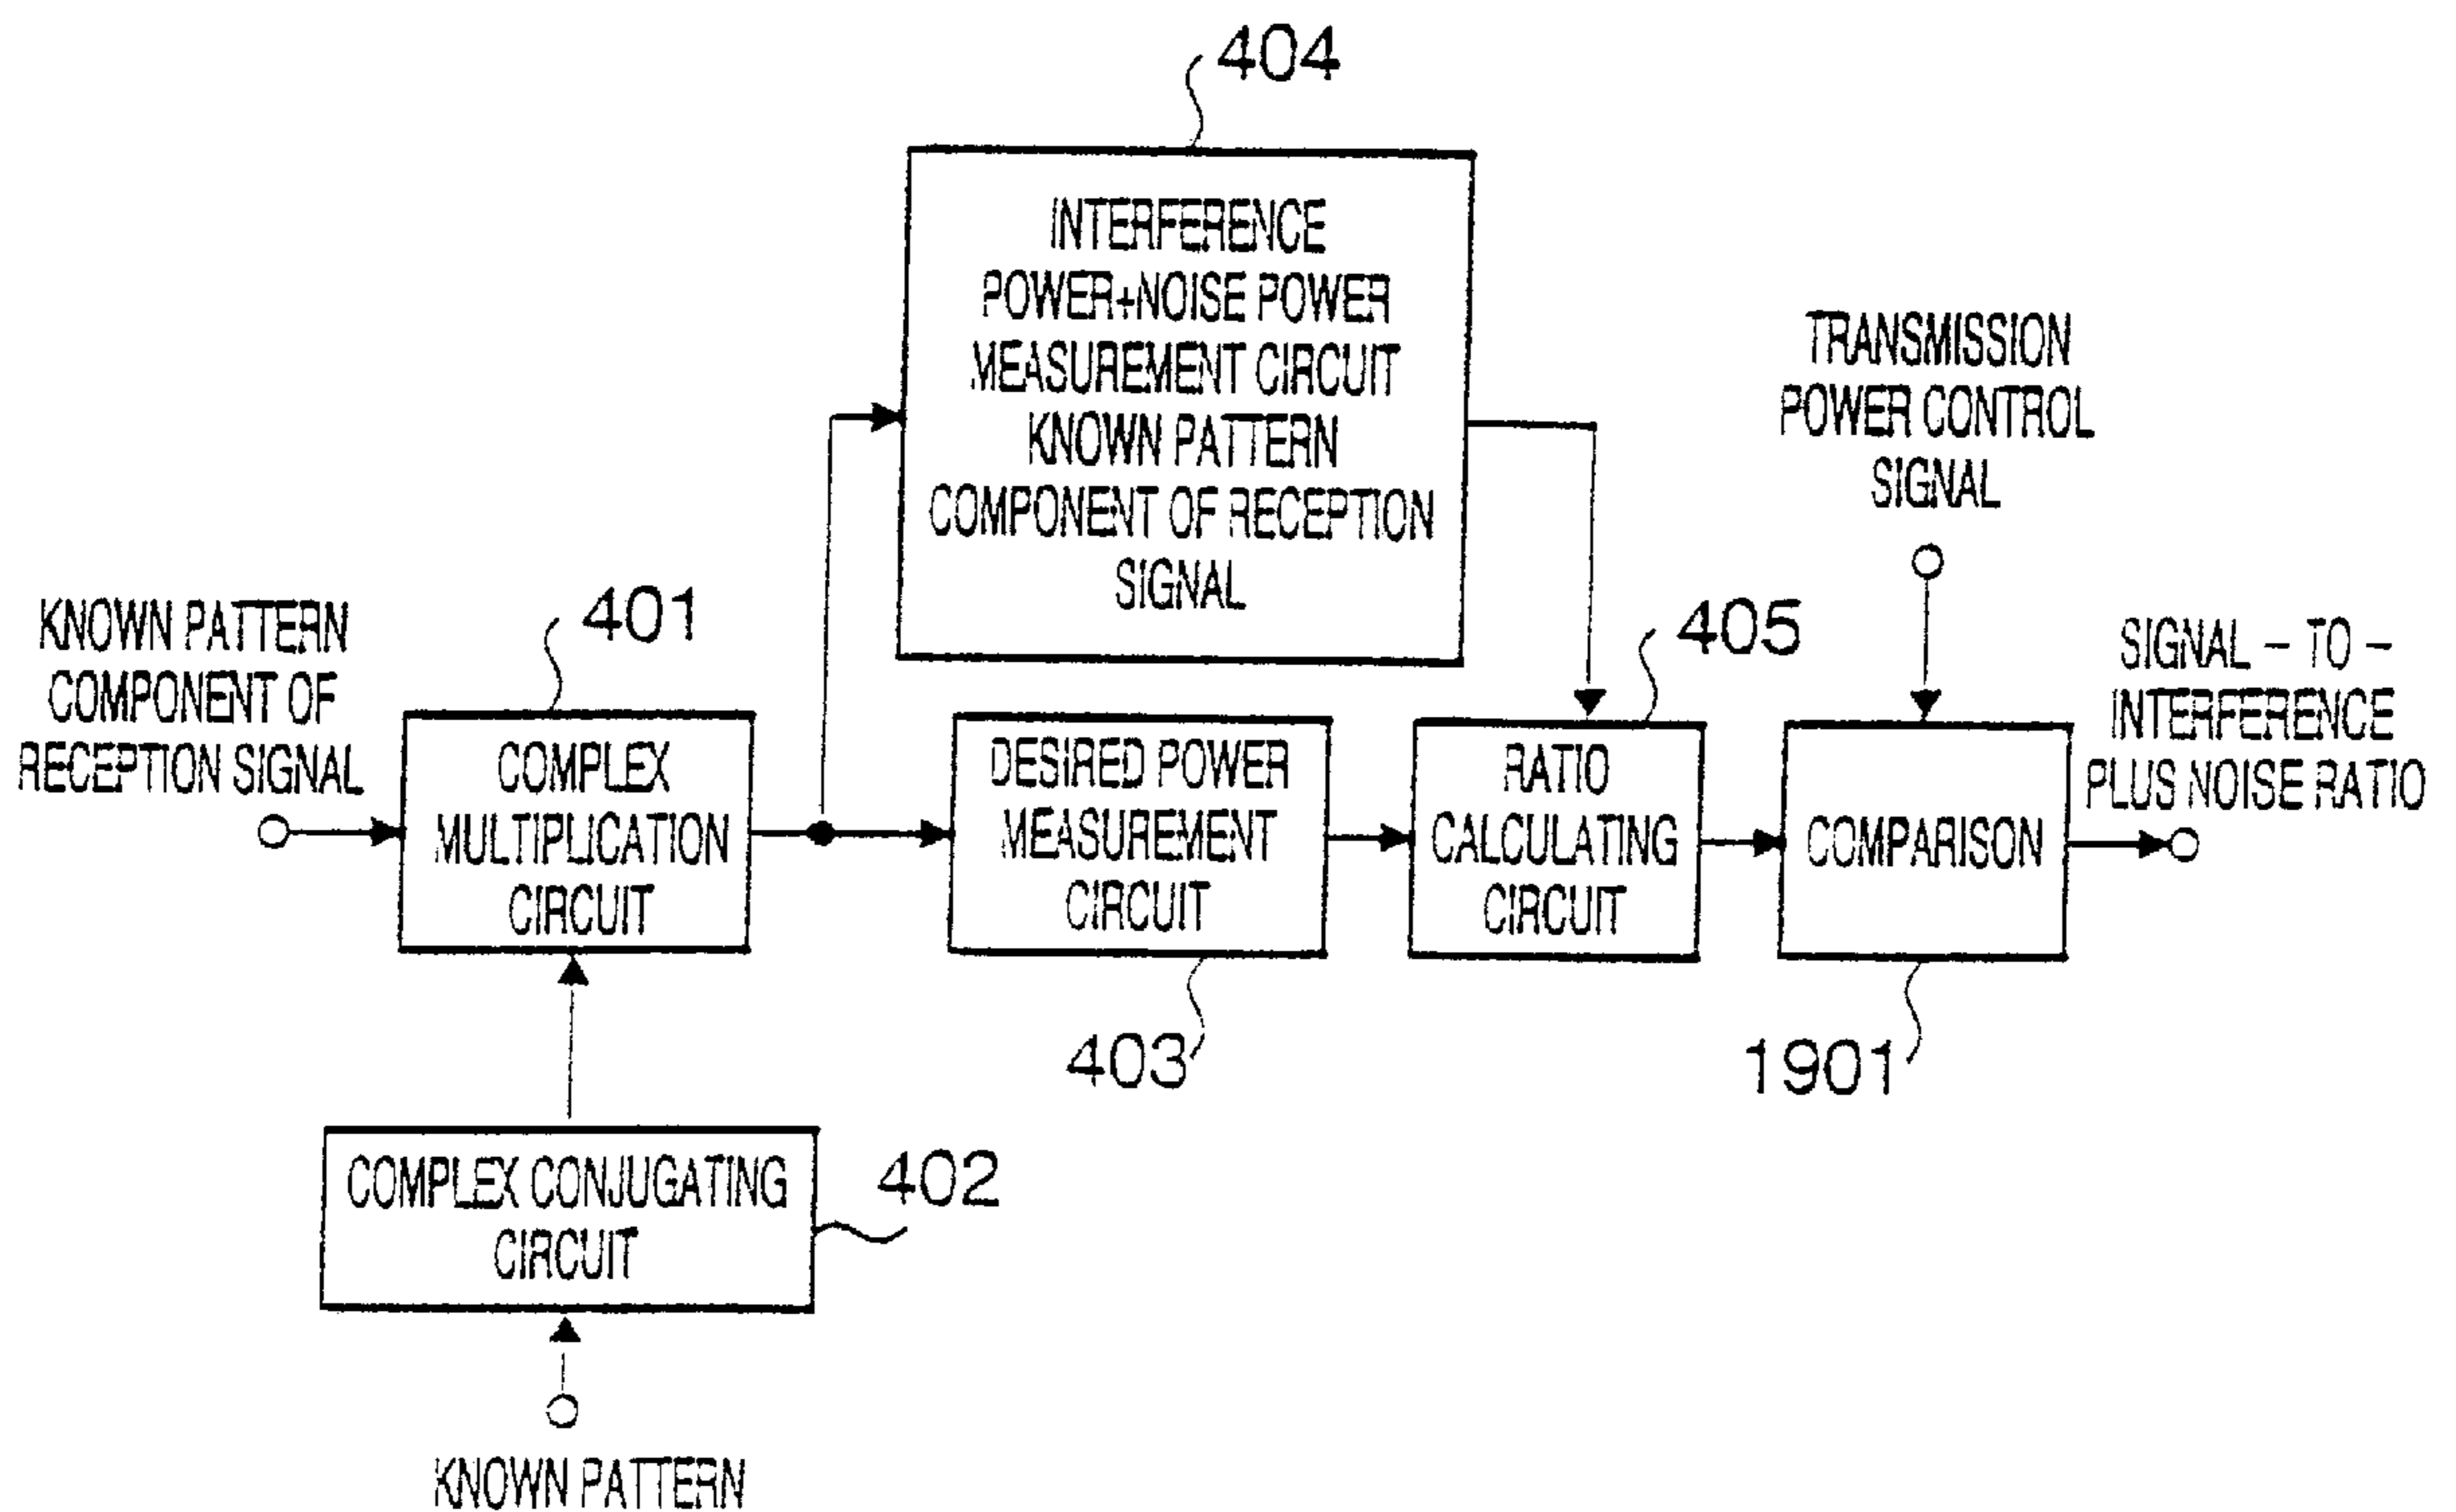 404
INTERFERENCE
POWER+NOISE POWER
MEASUREMENT CIRCUIT
KNOWN PATTERN
COMPONENT OF RECEPTION
SIGNAL
TRANSMISSION
POWER CONTROL
SIGNAL
KNOWN PATTERN
COMPONENT OF
RECEPTION SIGNAL
401
405
SIGNAL - TO -
INTERFERENCE
PLUS NOISE RATIO
COMPLEX
MULTIPLICATION
CIRCUIT
DESIRED POWER
MEASUREMENT
CIRCUIT
RATIO
CALCULATING
CIRCUIT
COMPARISON
403
1901
COMPLEX CONJUGATING
CIRCUIT
402
KNOWN PATTERN